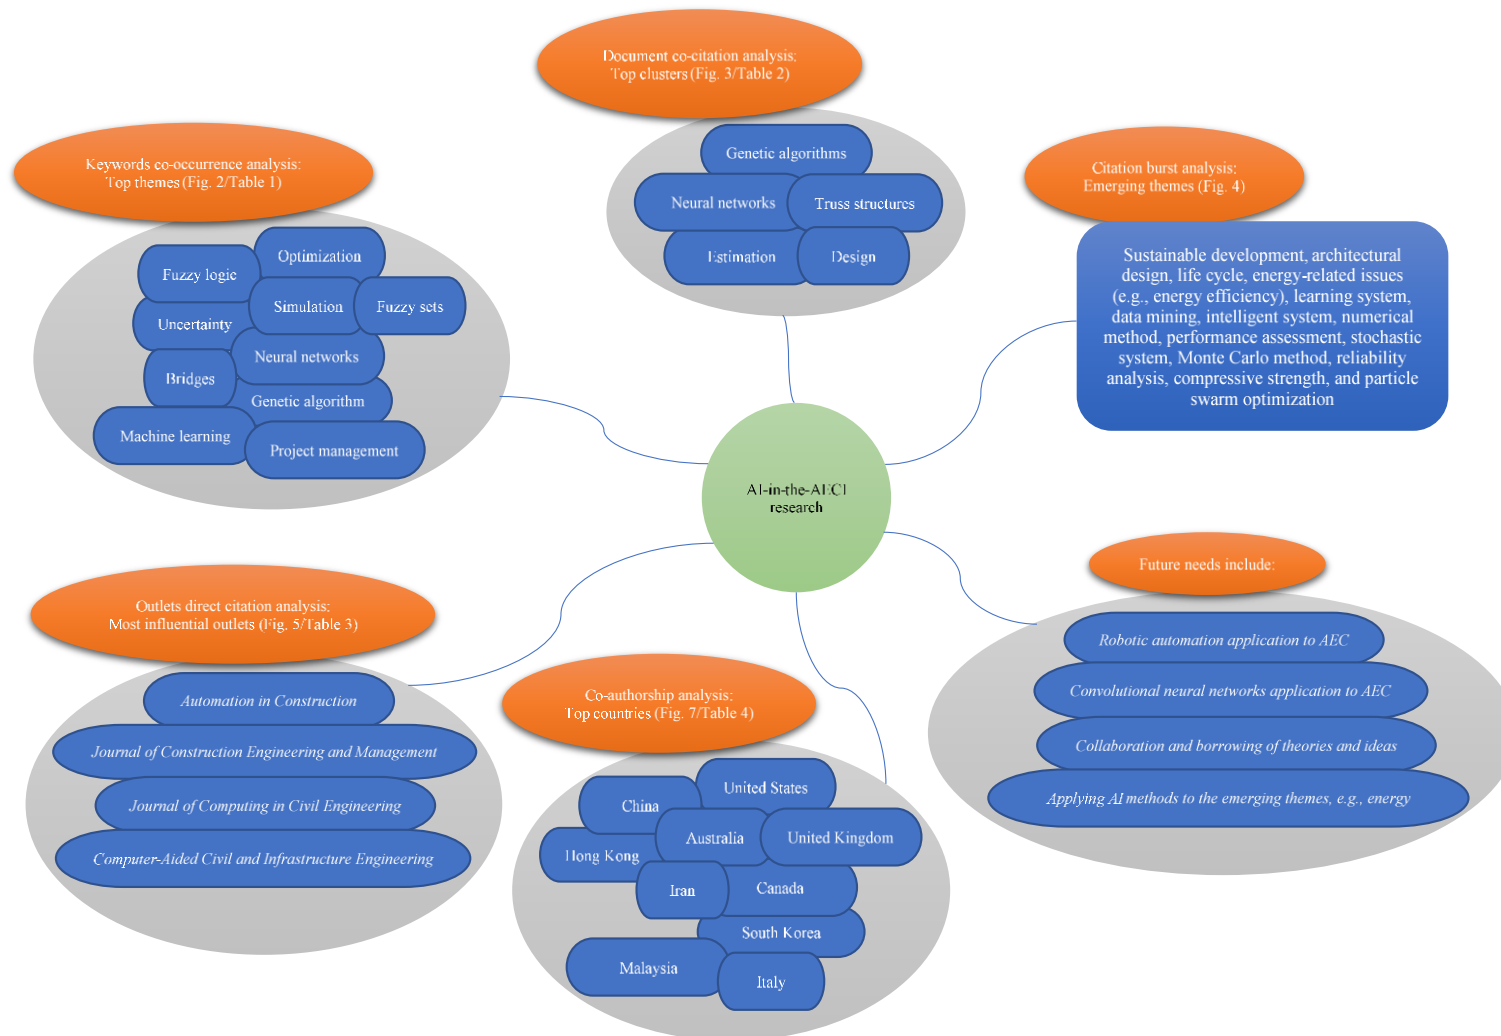 Document co-citation analysis:
Top clusters (Fig. 3/Table 2)
Genetic algorithms
Neural networks
Truss structures
Estimation
Design
Keywords co-occurrence analysis:
Top themes (Fig. 2/Table 1)
Optimization
Fuzzy logic
Simulation
Fuzzy sets
Uncertainty
Neural networks
Bridges
Genetic algorithm
Machine learning
Project management
Citation burst analysis:
Emerging themes (Fig. 4)
Sustainable development, architectural
design, life cycle, energy-related issues
(e.g., energy efficiency), learning system,
data mining, intelligent system, numerical
method, performance assessment, stochastic
system, Monte Carlo method, reliability
analysis, compressive strength, and particle
swarm optimization
AI-in-the-AECI
research
Outlets direct citation analysis:
Most influential outlets (Fig. 5/Table 3)
Automation in Construction
Journal of Construction Engineering and Management
Journal of Computing in Civil Engineering
Computer-Aided Civil and Infrastructure Engineering
Co-authorship analysis:
Top countries (Fig. 7/Table 4)
United States
China
Australia
United Kingdom
Hong Kong
Iran
Canada
South Korea
Malaysia
Italy
Future needs include:
Robotic automation application to AEC
Convolutional neural networks application to AEC
Collaboration and borrowing of theories and ideas
Applying AI methods to the emerging themes, e.g., energy